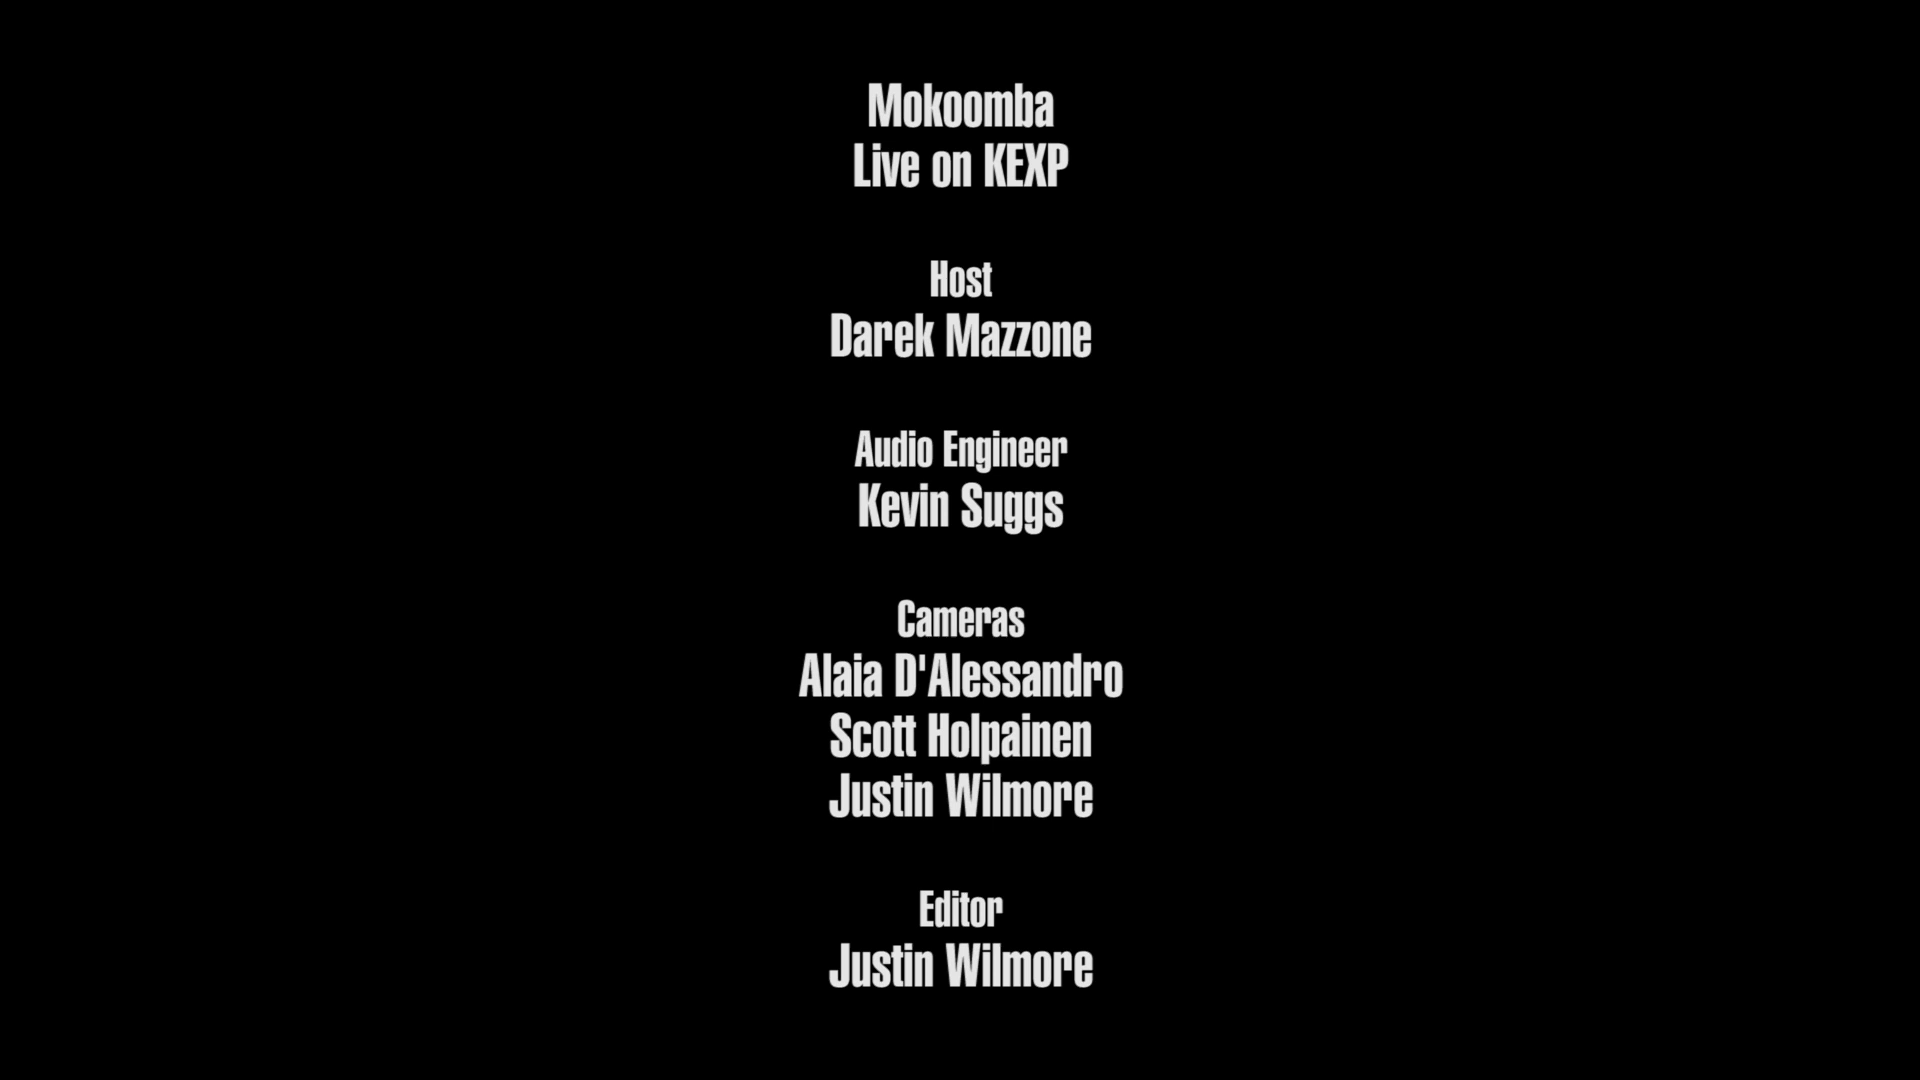 Mokoomba
Live on KEXP
Host
Darek Mazzone
Audio Engineer
Kevin Suggs
Cameras
Alaia D'Alessandro
Scott Holpainen
Justin Wilmore
Editor
Justin Wilmore